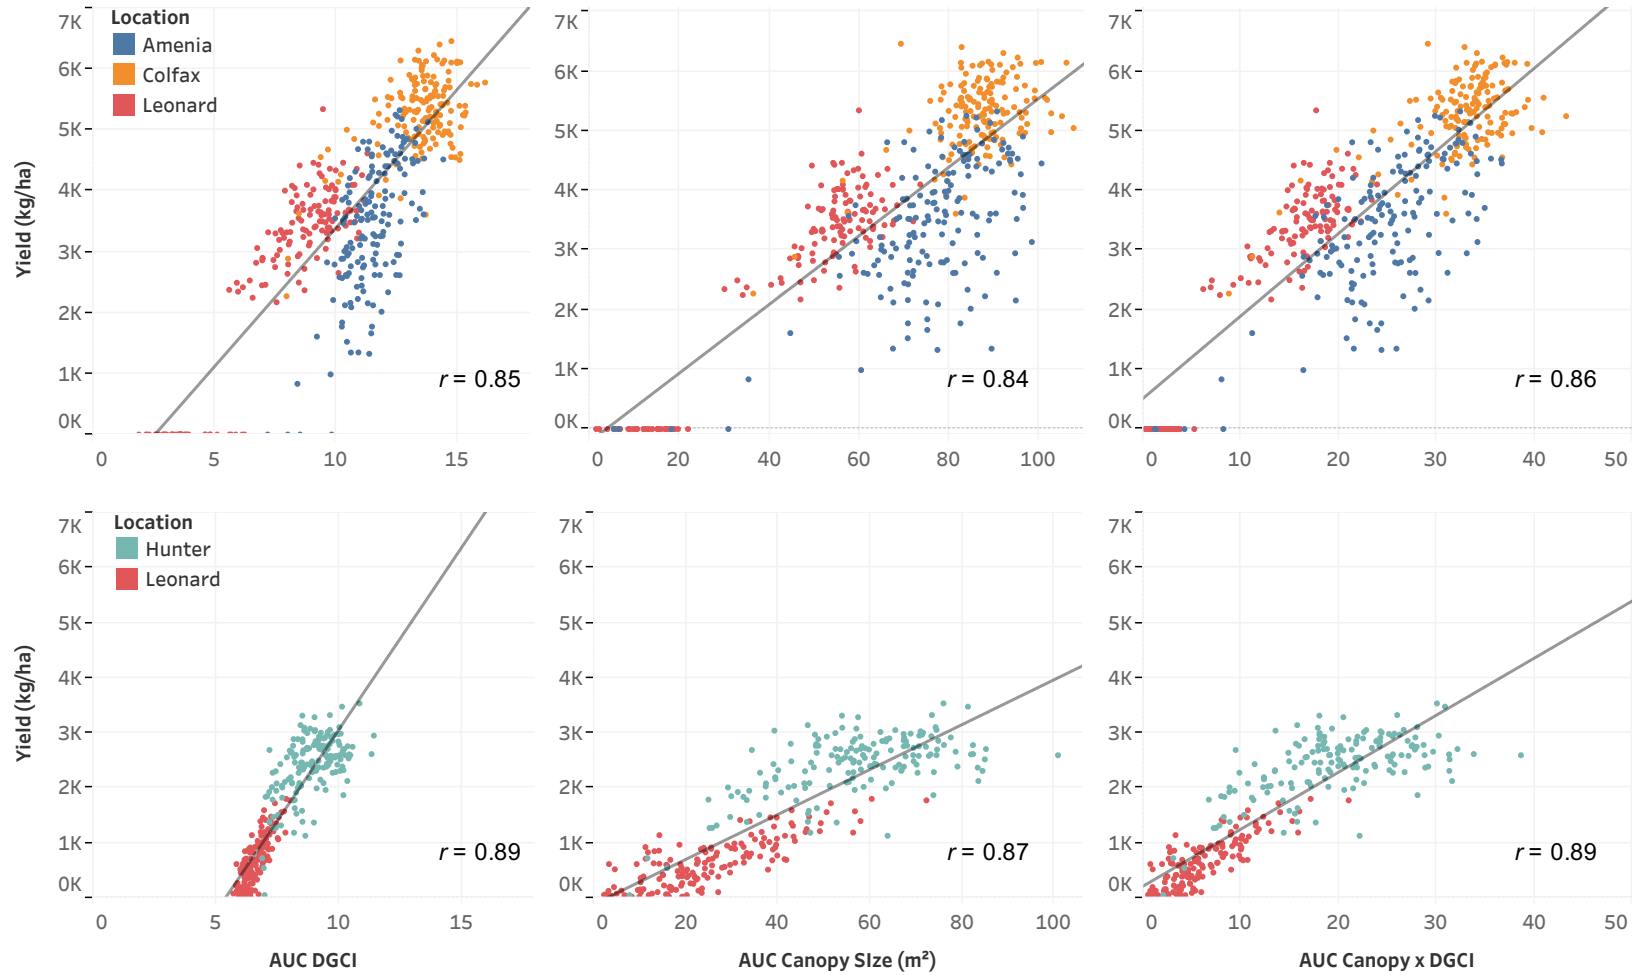 Location
Amenia
Colfax
Leonard
Yield (kg/ha)
7K
6K
5K
4K
3K
2K
1K
0K
r = 0.85
0 5 10 15
7K
6K
5K
4K
3K
2K
1K
0K
r = 0.84
0 20 40 60 80 100
7K
6K
5K
4K
3K
2K
1K
0K
r = 0.86
0 10 20 30 40 50
Location
Hunter
Leonard
Yield (kg/ha)
7K
6K
5K
4K
3K
2K
1K
0K
r = 0.89
0 5 10 15
AUC DGCI
7K
6K
5K
4K
3K
2K
1K
0K
r = 0.87
0 20 40 60 80 100
AUC Canopy SIze (m²)
7K
6K
5K
4K
3K
2K
1K
0K
r = 0.89
0 10 20 30 40 50
AUC Canopy x DGCI